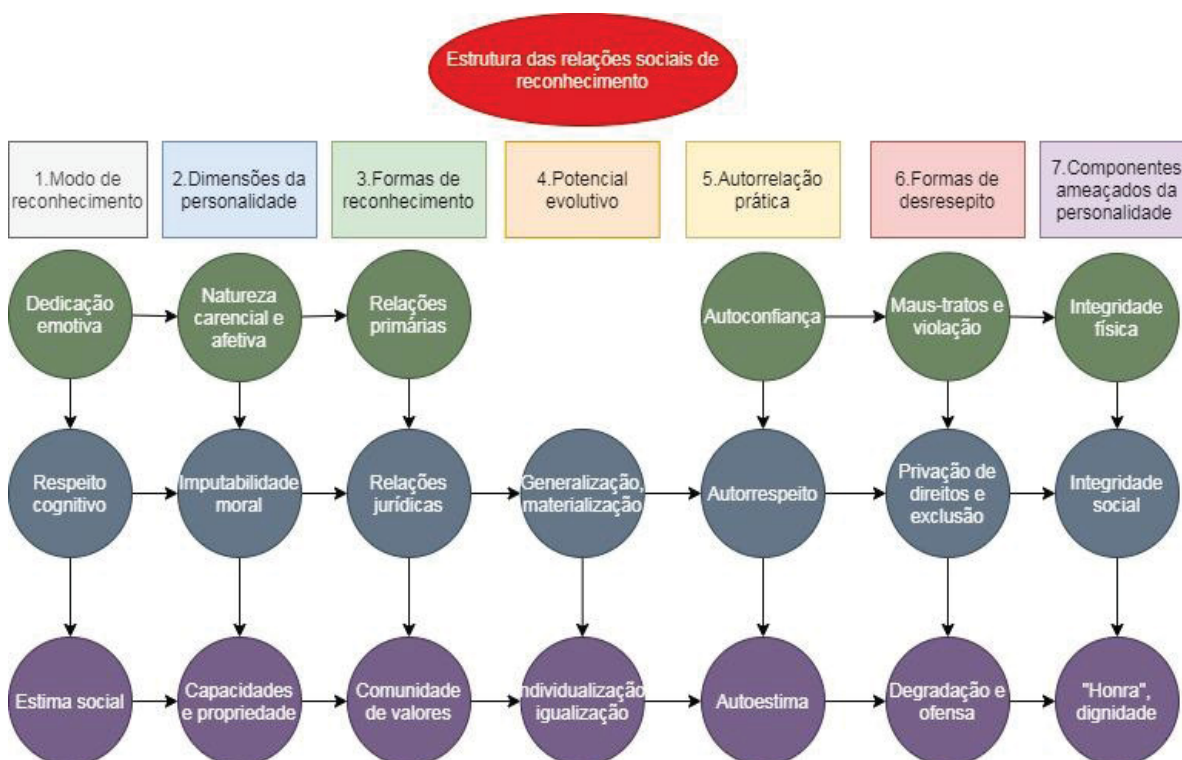 Estrutura das relações sociais de
reconhecimento
1.Modo de
reconhecimento
2.Dimensões da
personalidade
3.Formas de
reconhecimento
4.Potencial
evolutivo
5.Autorrelação
prática
6.Formas de
desresepito
7.Componentes
ameaçados da
personalidade
Dedicação
emotiva
Natureza
carencial e
afetiva
Relações
primárias
Autoconfiança
Maus-tratos e
violação
Integridade
física
Respeito
cognitivo
Imputabilidade
moral
Relações
jurídicas
Generalização,
materialização
Autorrespeito
Privação de
direitos e
exclusão
Integridade
social
Estima social
Capacidades
e propriedade
Comunidade
de valores
Individualização,
igualização
Autoestima
Degradação e
ofensa
"Honra",
dignidade